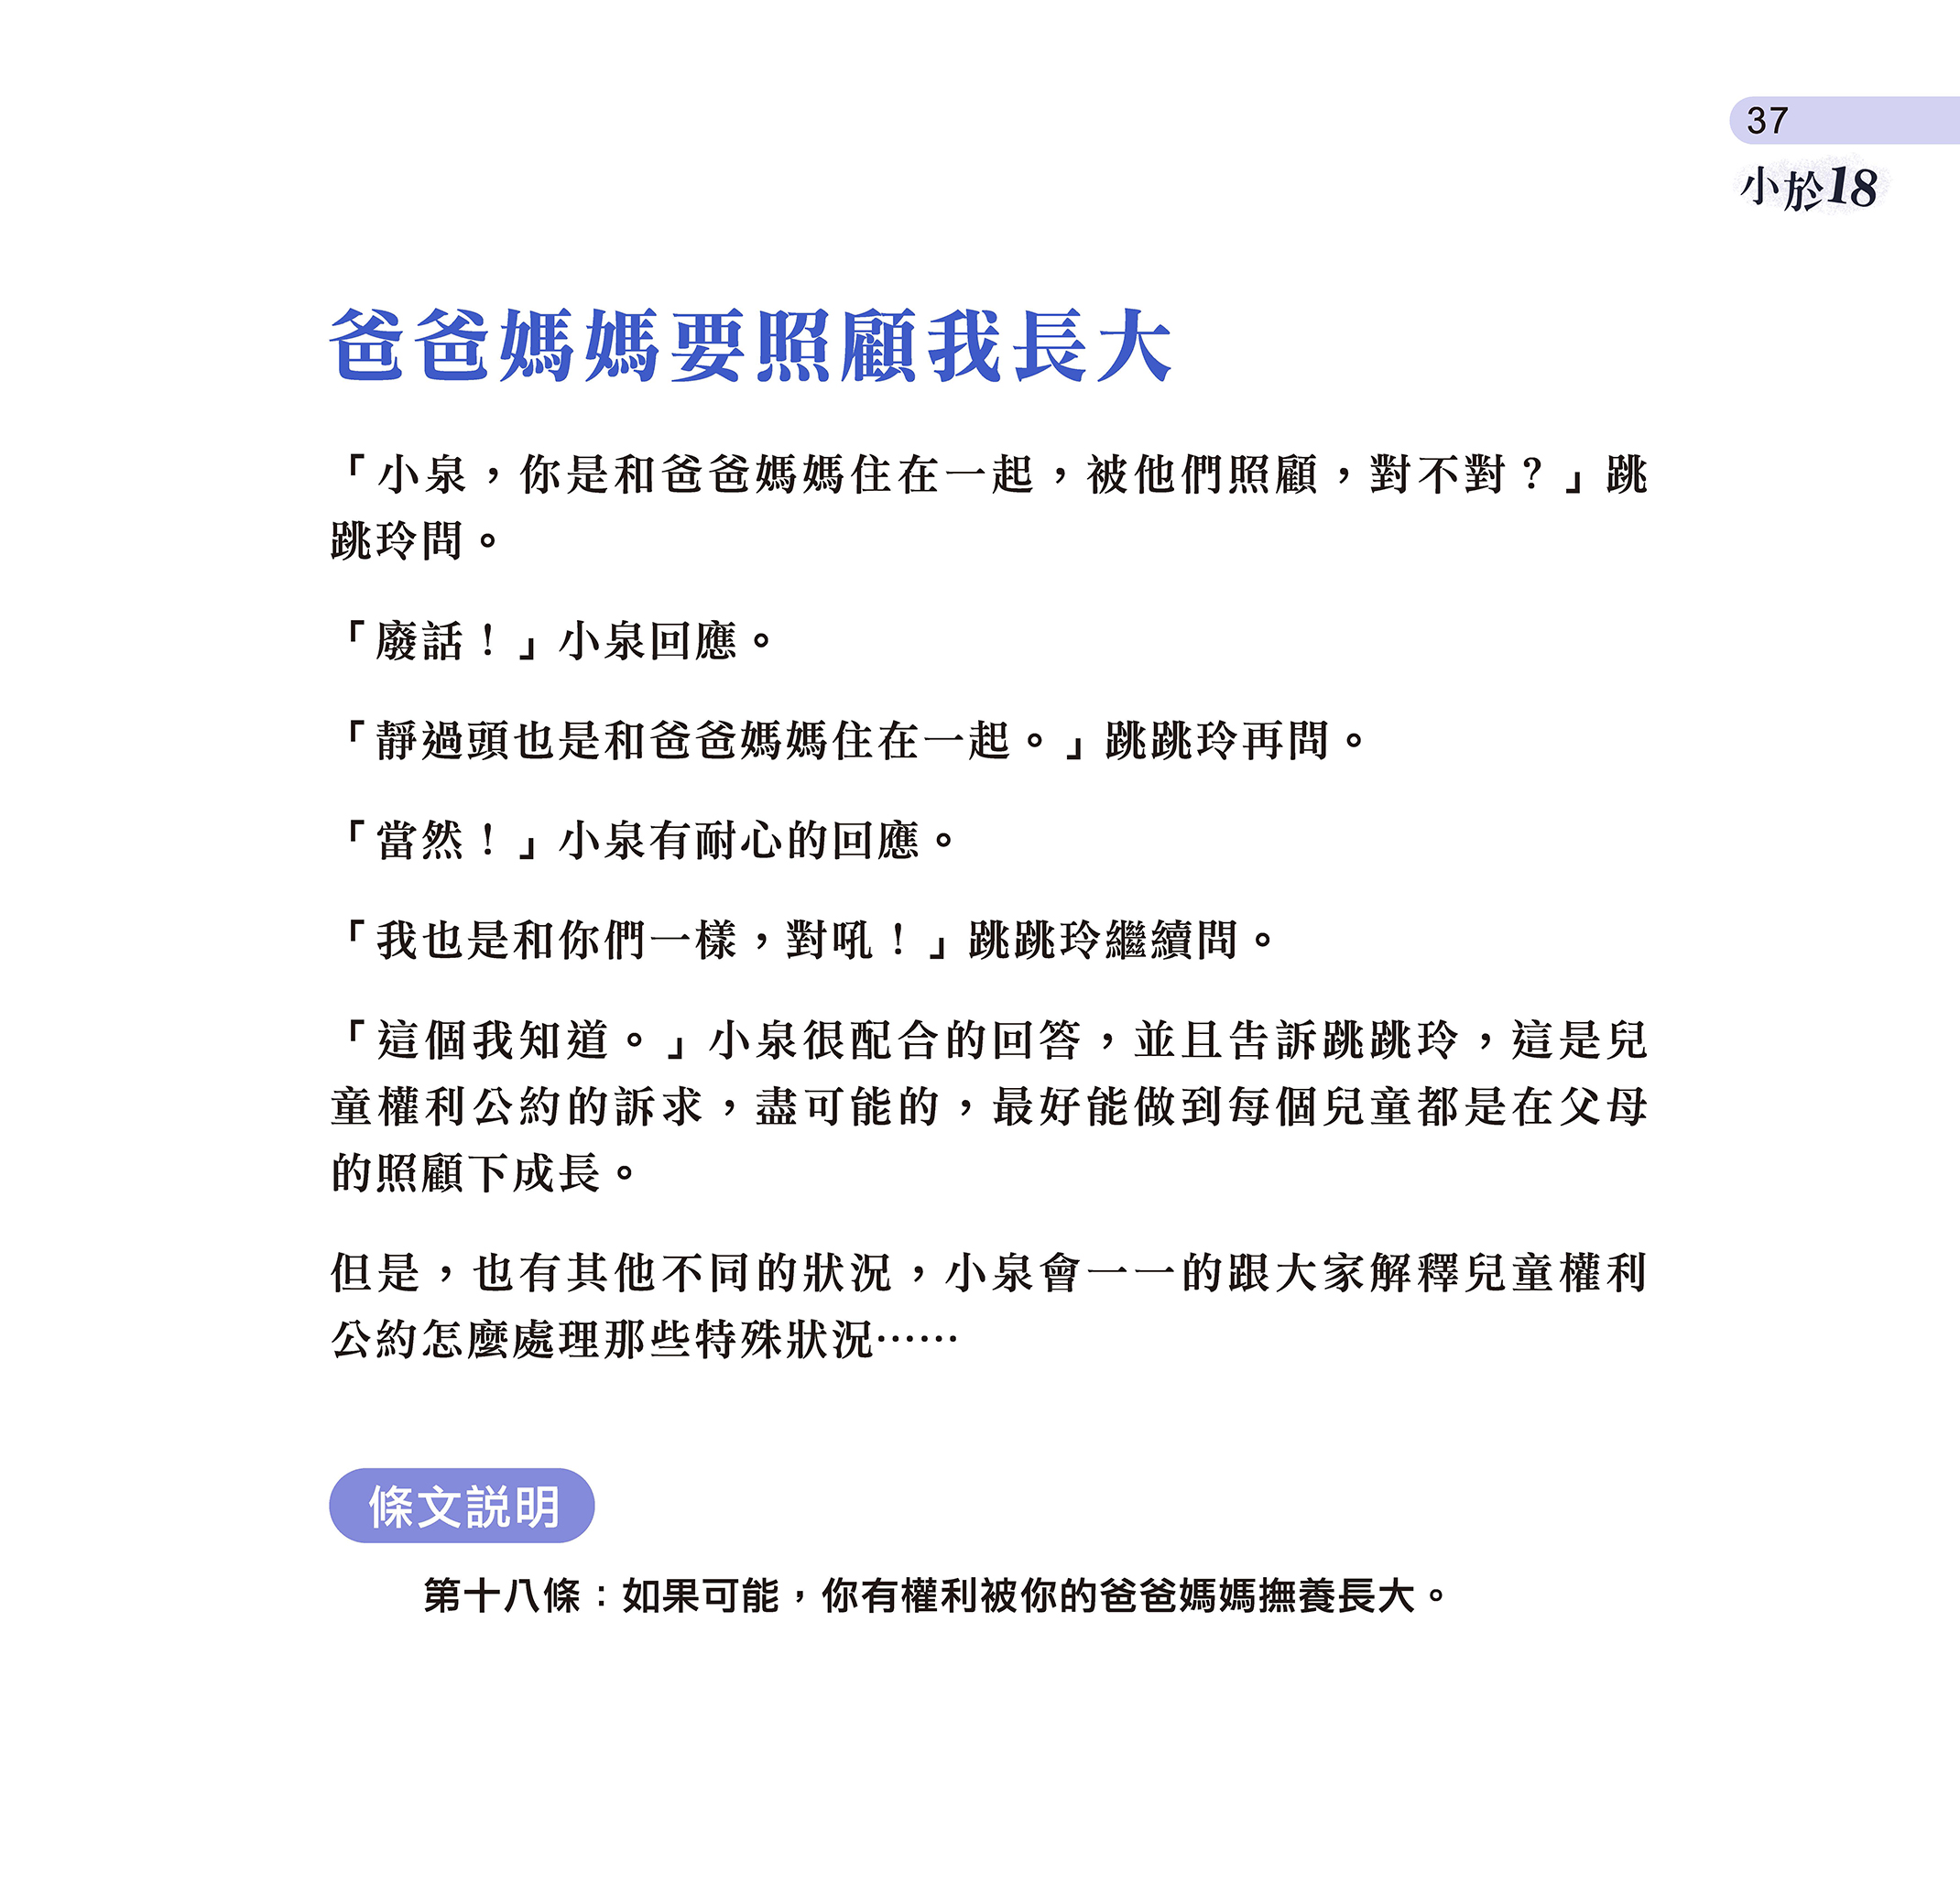 37
小於18
爸爸媽媽要照顧我長大
「小泉，你是和爸爸媽媽住在一起，被他們照顧，對不對？」跳
跳玲問。
「廢話！」小泉回應。
「靜過頭也是和爸爸媽媽住在一起。」跳跳玲再問。
「當然！」小泉有耐心的回應。
「我也是和你們一樣，對吼！」跳跳玲繼續問。
「這個我知道。」小泉很配合的回答，並且告訴跳跳玲，這是兒
童權利公約的訴求，盡可能的，最好能做到每個兒童都是在父母
的照顧下成長。
但是，也有其他不同的狀況，小泉會一一的跟大家解釋兒童權利
公約怎麼處理那些特殊狀況⋯⋯
條文説明
第十八條：如果可能，你有權利被你的爸爸媽媽撫養長大。